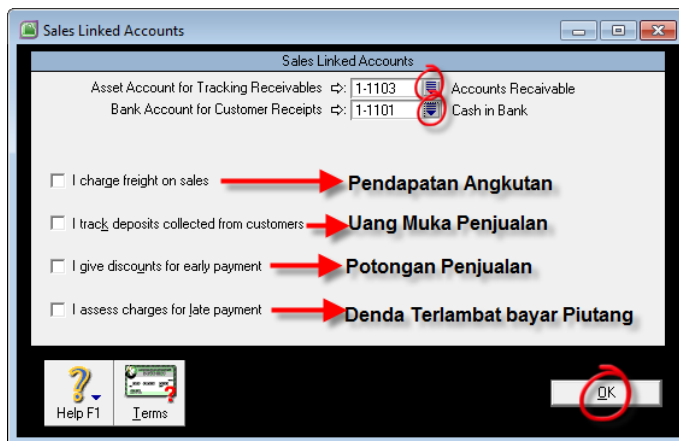 Sales Linked Accounts
Sales Linked Accounts
Asset Account for Tracking Receivables ⇨: 1-1103 Accounts Recaivable
Bank Account for Customer Receipts ⇨: 1-1101 Cash in Bank
I charge freight on sales Pendapatan Angkutan
I track deposits collected from customers Uang Muka Penjualan
I give discounts for early payment Potongan Penjualan
I assess charges for late payment Denda Terlambat bayar Piutang
Help F1 Terms OK